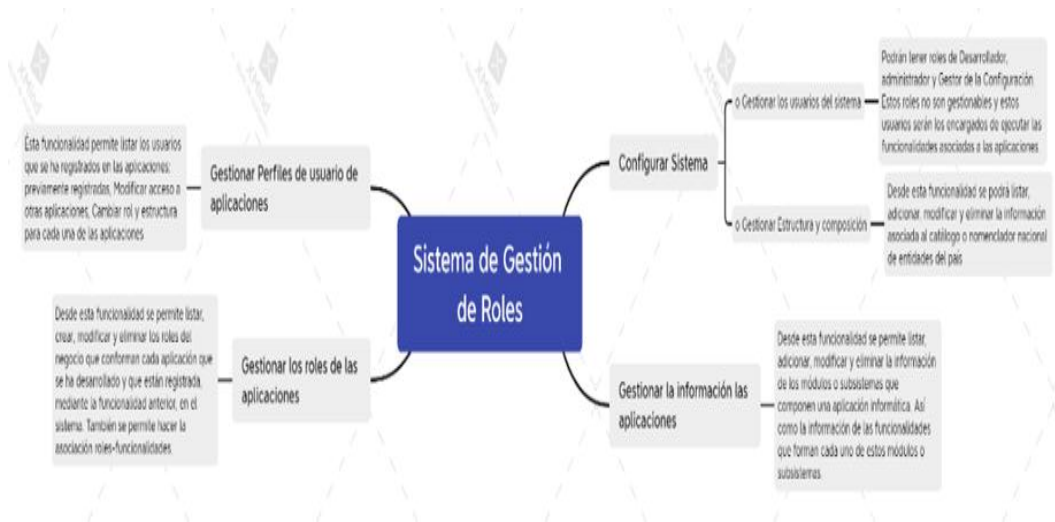 Podrán tener roles de Desarrollador,
administrador y Gestor de la Configuración.
Estos roles no son gestionables y estos
usuarios serán los encargados de ejecutar las
funcionalidades asociadas a las aplicaciones
o Gestionar los usuarios del sistema
Configurar Sistema
Desde esta funcionalidad se podrá listar,
adicionar, modificar y eliminar la información
asociada al catálogo o nomenclador nacional
de entidades del país
o Gestionar Estructura y composición
Ésta funcionalidad permite listar los usuarios
que se ha registrados en las aplicaciones;
previamente registradas, Modificar acceso a
otras aplicaciones, Cambiar rol y estructura
para cada una de las aplicaciones
Gestionar Perfiles de usuario de
aplicaciones
Sistema de Gestión
de Roles
Desde esta funcionalidad se permite listar,
crear, modificar y eliminar los roles del
negocio que conforman cada aplicación que
se ha desarrollado y que están registrada,
mediante la funcionalidad anterior, en el
sistema. También se permite hacer la
asociación roles-funcionalidades.
Gestionar los roles de las
aplicaciones
Gestionar la información las
aplicaciones
Desde esta funcionalidad se permite listar,
adicionar, modificar y eliminar la información
de los módulos o subsistemas que
componen una aplicación informática. Así
como la información de las funcionalidades
que forman cada uno de estos módulos o
subsistemas.
XMind
XMind
XMind
XMind